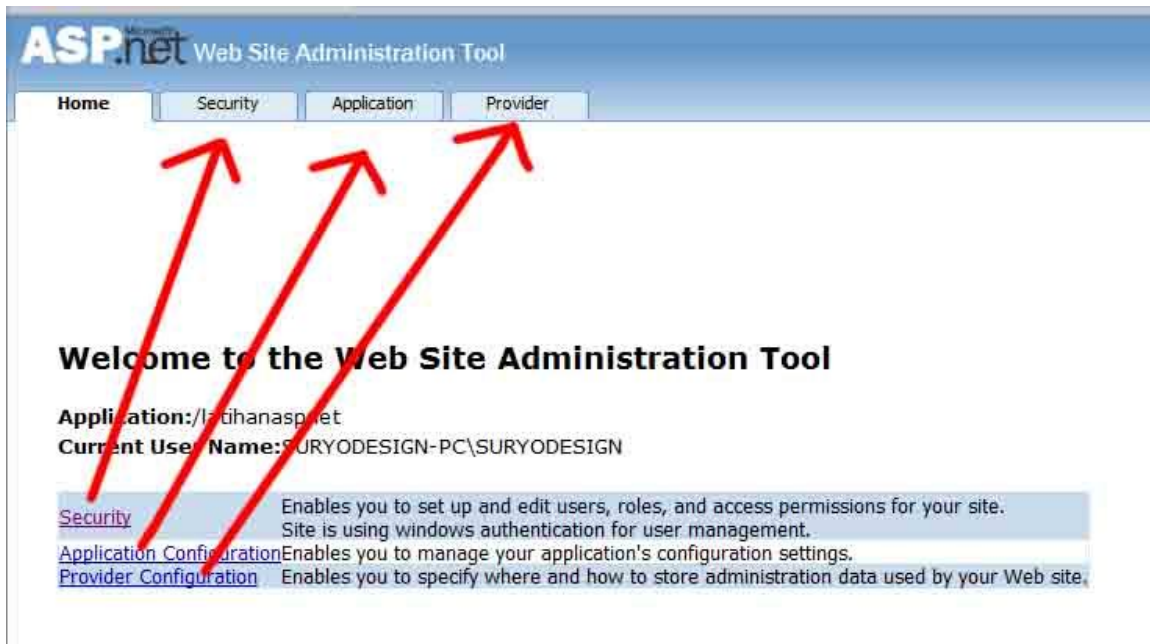 Microsoft
ASP.net Web Site Administration Tool
Home Security Application Provider
Welcome to the Web Site Administration Tool
Application:/latihanaspnet
Current User Name:SURYODESIGN-PC\SURYODESIGN
Security Enables you to set up and edit users, roles, and access permissions for your site.
Site is using windows authentication for user management.
Application Configuration Enables you to manage your application's configuration settings.
Provider Configuration Enables you to specify where and how to store administration data used by your Web site.